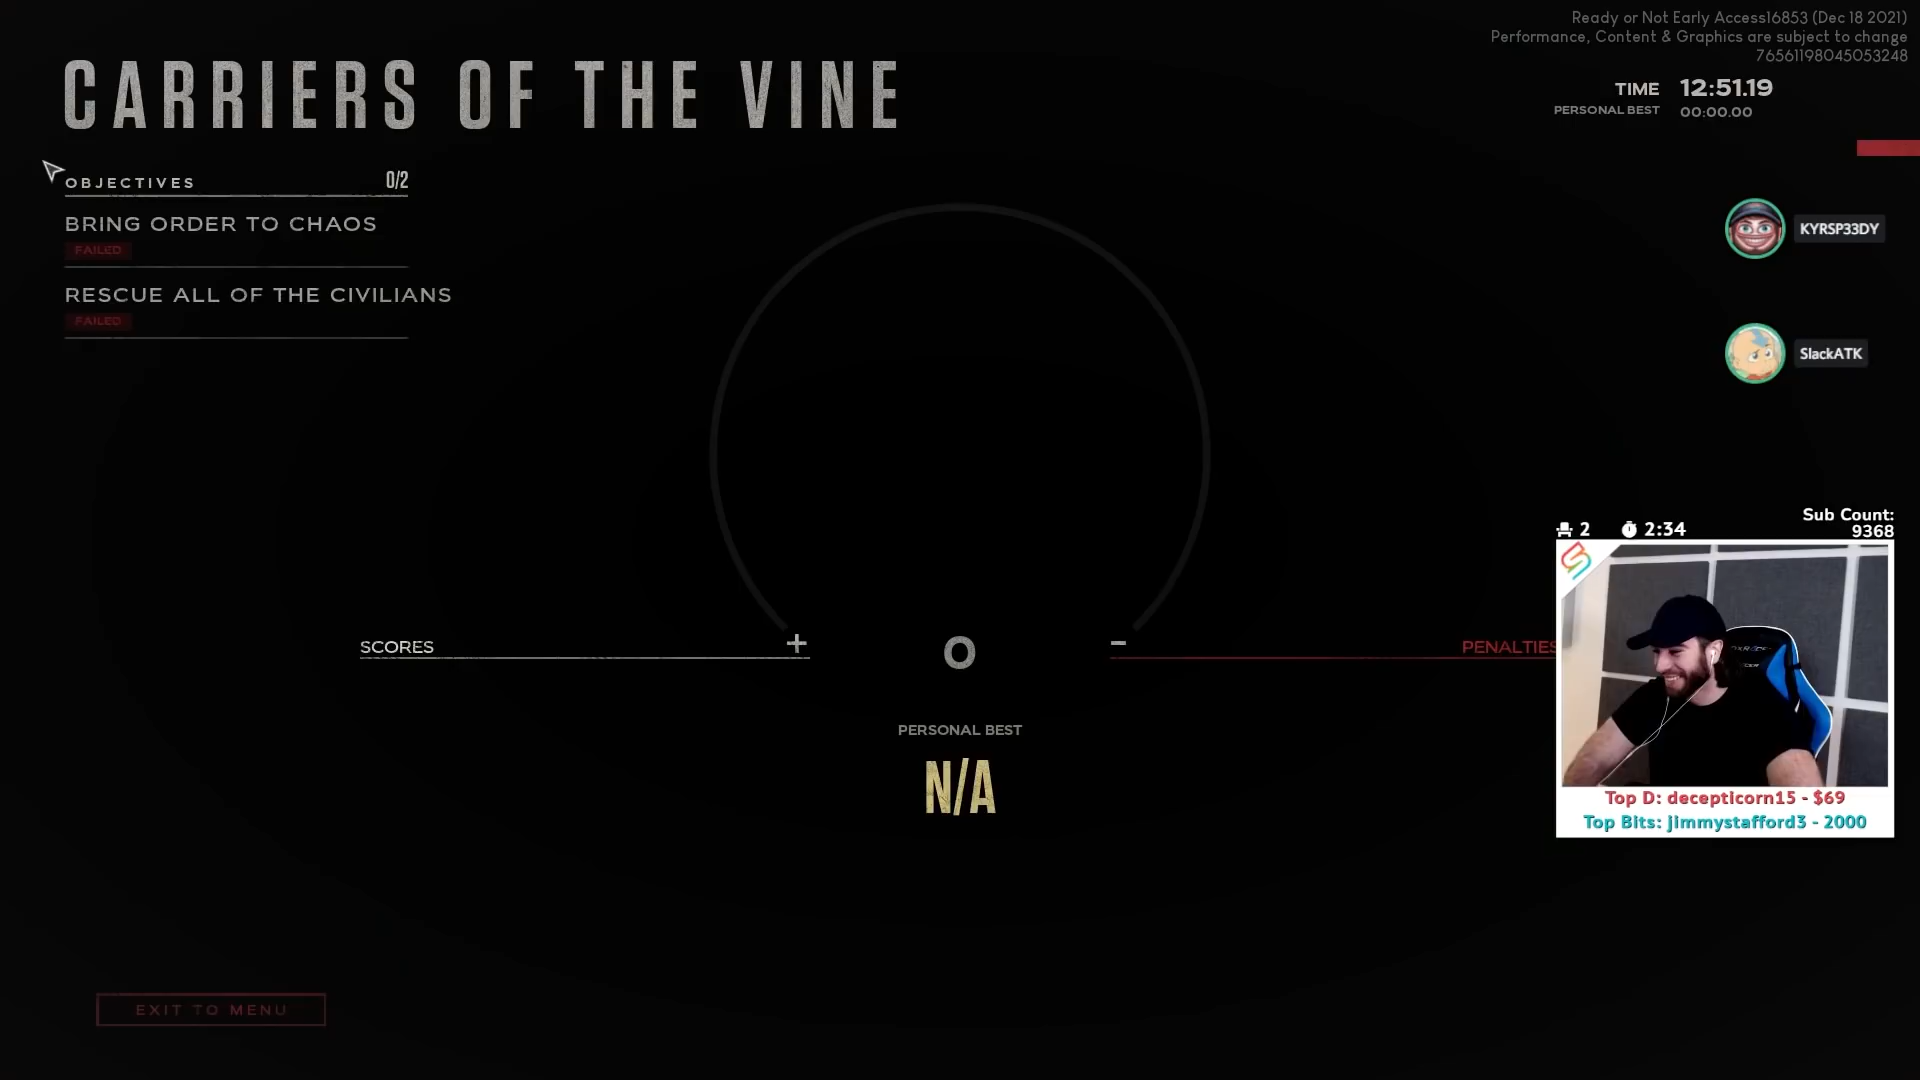 Ready or Not Early Access16853 (Dec 18 2021)
Performance, Content & Graphics are subject to change
76561198045053248
CARRIERS OF THE VINE
TIME 12:51.19
PERSONAL BEST 00:00.00
OBJECTIVES 0/2
BRING ORDER TO CHAOS
FAILED
RESCUE ALL OF THE CIVILIANS
FAILED
KYRSP33DY
SlackATK
Sub Count:
2 2:34 9368
SCORES + 0 - PENALTIES
PERSONAL BEST
N/A
Top D: decepticorn15 - $69
Top Bits: jimmystafford3 - 2000
EXIT TO MENU